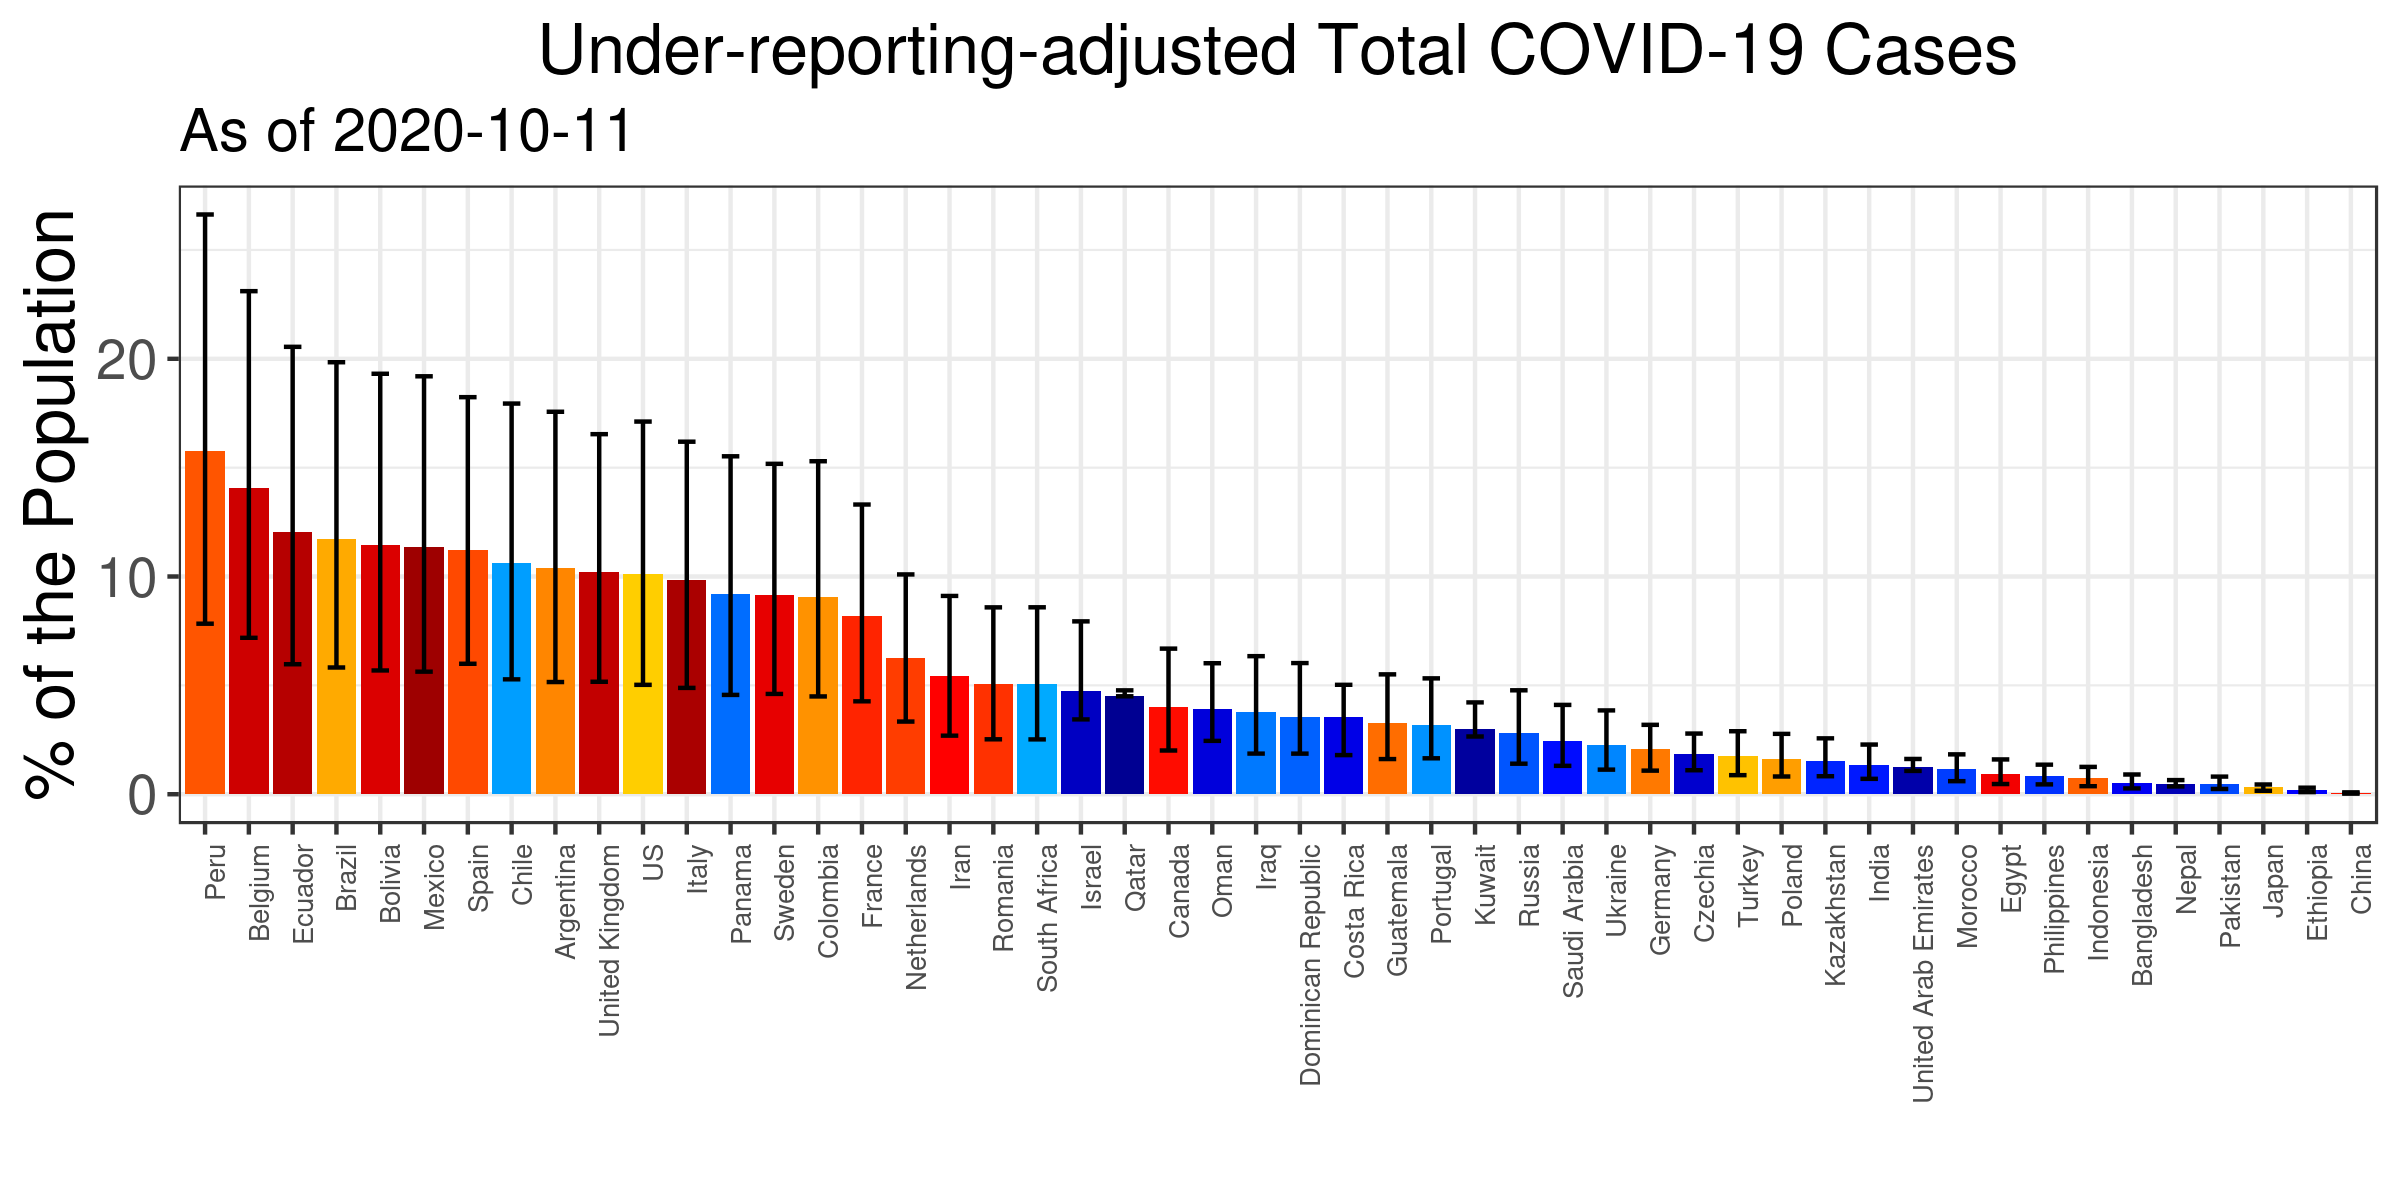 Under-reporting-adjusted Total COVID-19 Cases
As of 2020-10-11
% of the Population
20
10
0
Peru
Belgium
Ecuador
Brazil
Bolivia
Mexico
Spain
Chile
Argentina
United Kingdom
US
Italy
Panama
Sweden
Colombia
France
Netherlands
Iran
Romania
South Africa
Israel
Qatar
Canada
Oman
Iraq
Dominican Republic
Costa Rica
Guatemala
Portugal
Kuwait
Russia
Saudi Arabia
Ukraine
Germany
Czechia
Turkey
Poland
Kazakhstan
India
United Arab Emirates
Morocco
Egypt
Philippines
Indonesia
Bangladesh
Nepal
Pakistan
Japan
Ethiopia
China